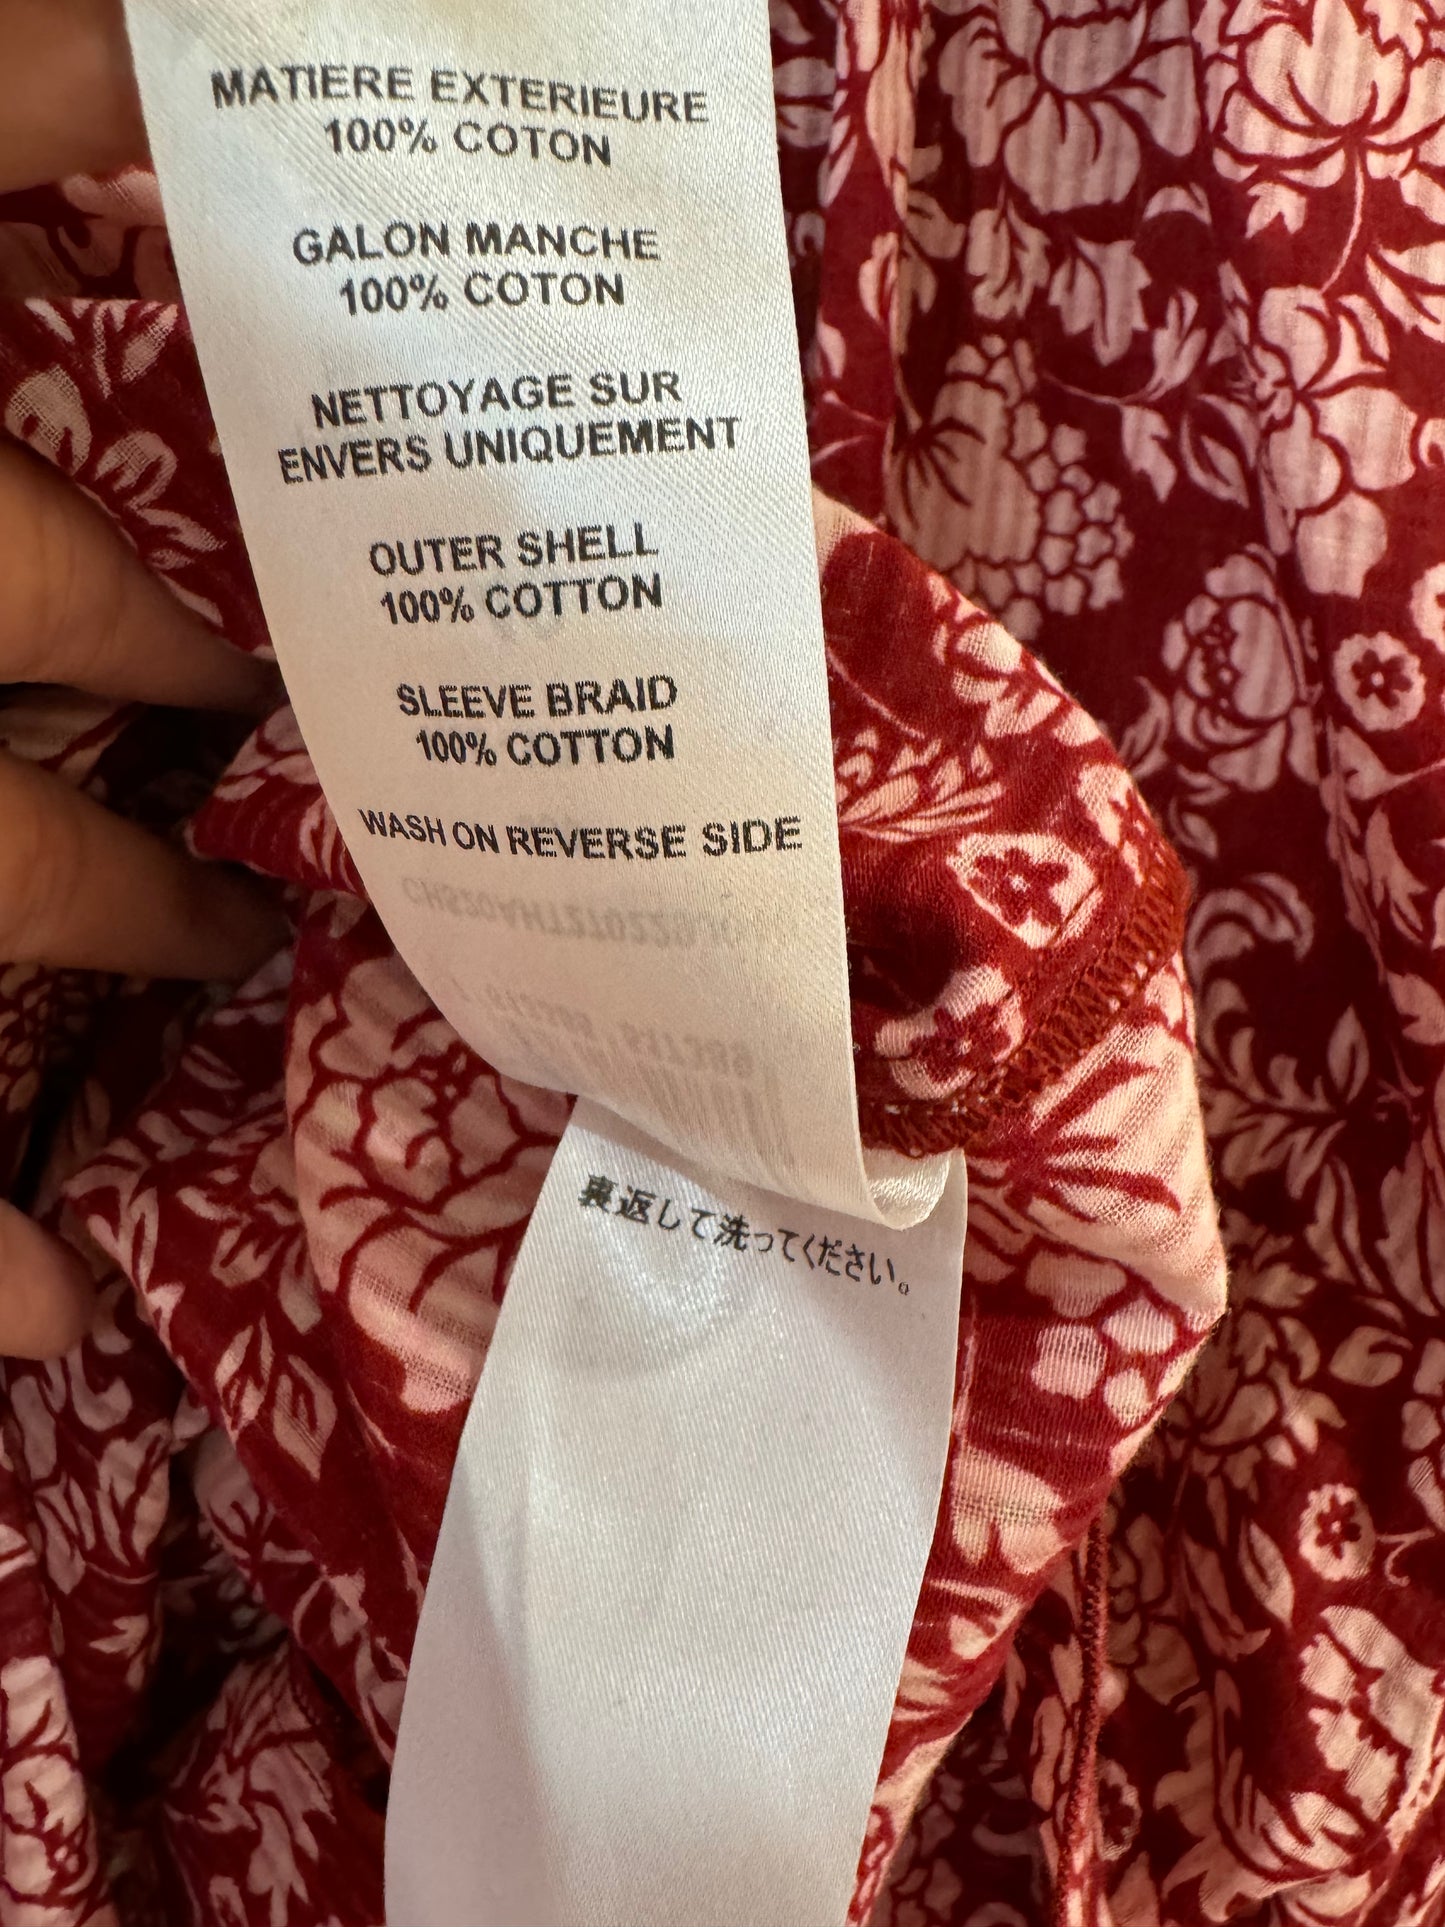 MATIERE EXTERIEURE
100% COTON
GALON MANCHE
100% COTON
NETTOYAGE SUR
ENVERS UNIQUEMENT
OUTER SHELL
100% COTTON
SLEEVE BRAID
100% COTTON
WASH ON REVERSE SIDE
裏返して洗ってください。